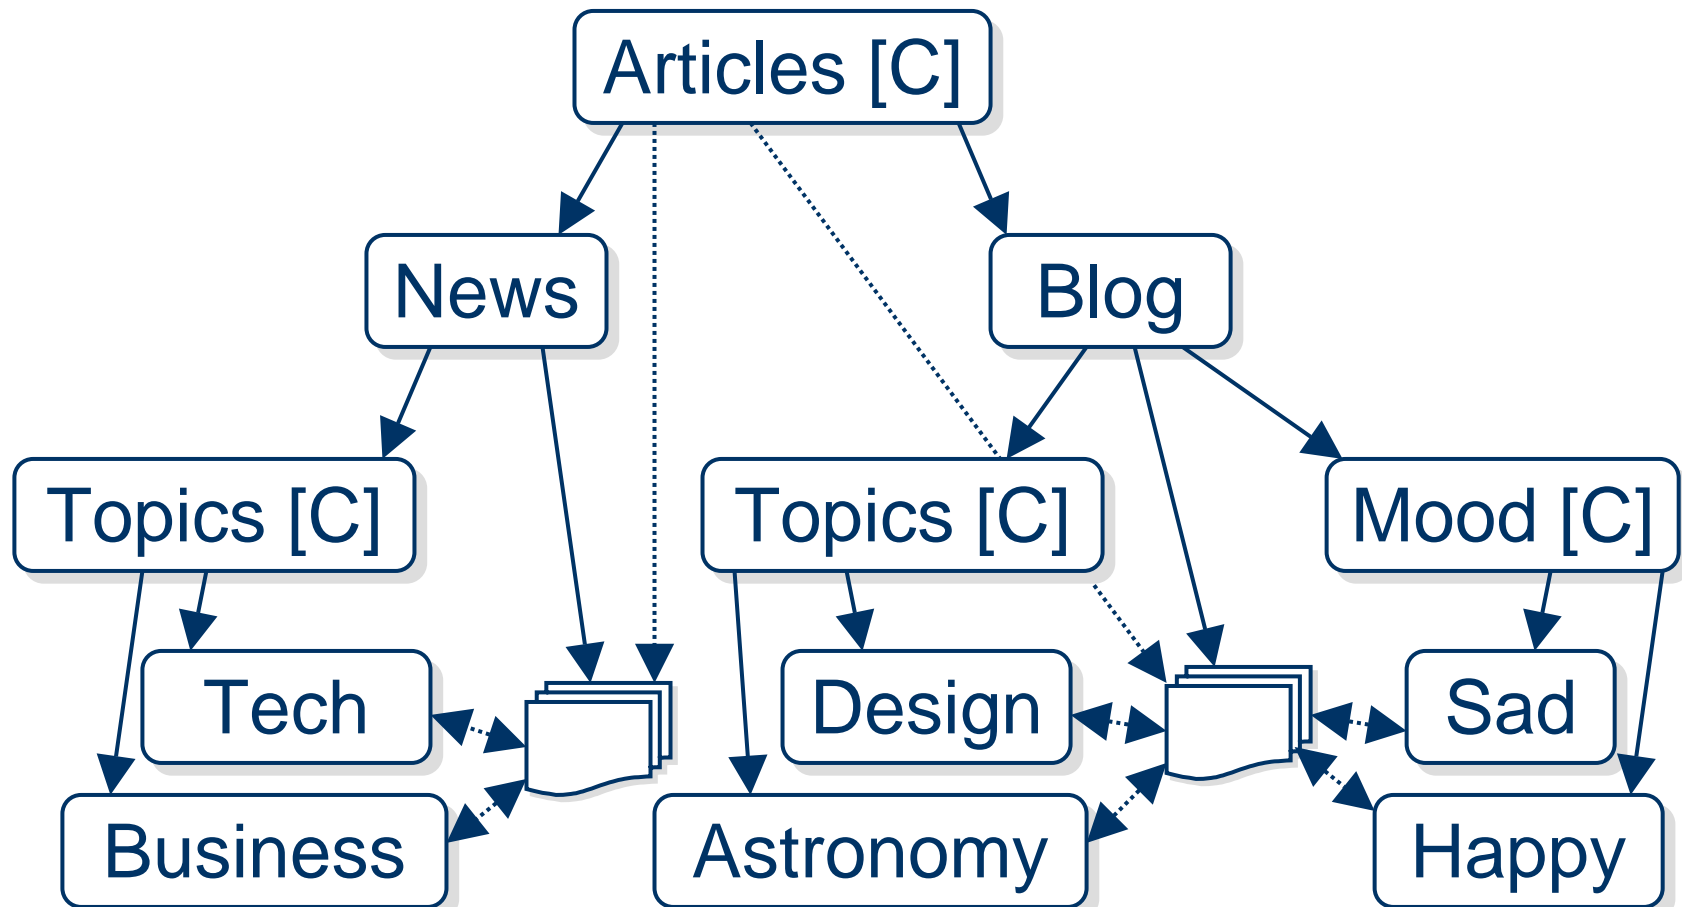 Articles [C]
News
Blog
Topics [C]
Topics [C]
Mood [C]
Tech
Design
Sad
Business
Astronomy
Happy